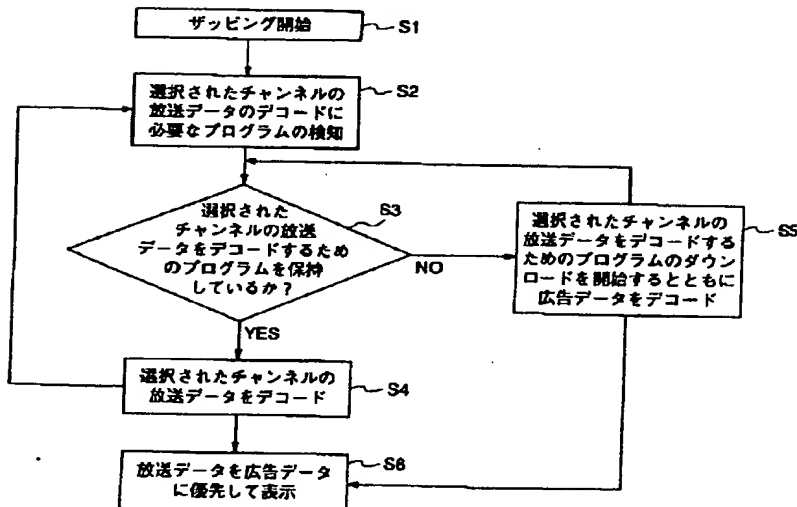 ザッピング開始
S1
選択されたチャンネルの
放送データのデコードに
必要なプログラムの検知
S2
選択された
チャンネルの放送
データをデコードするため
のプログラムを保持
しているか？
S3
NO
YES
選択されたチャンネルの
放送データをデコードする
ためのプログラムのダウン
ロードを開始するとともに
広告データをデコード
S5
選択されたチャンネルの
放送データをデコード
S4
放送データを広告データ
に優先して表示
S6